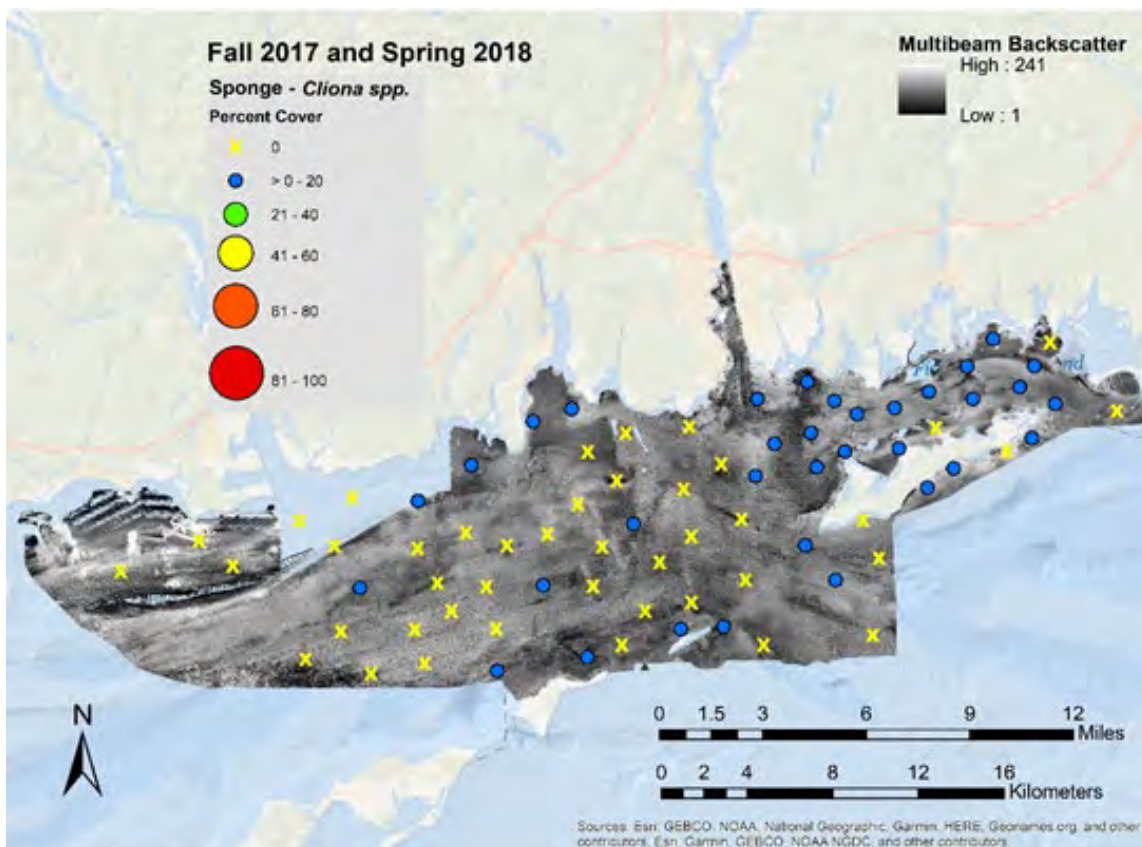 Fall 2017 and Spring 2018
Sponge - Cliona spp.
Percent Cover
0
> 0 - 20
21 - 40
41 - 60
61 - 80
81 - 100
Multibeam Backscatter
High : 241
Low : 1
nd
N
0 1.5 3 6 9 12
Miles
0 2 4 8 12 16
Kilometers
Sources: Esri, GEBCO, NOAA, National Geographic, Garmin, HERE, Geonames.org, and other
contributors, Esri, Garmin, GEBCO, NOAA NGDC, and other contributors